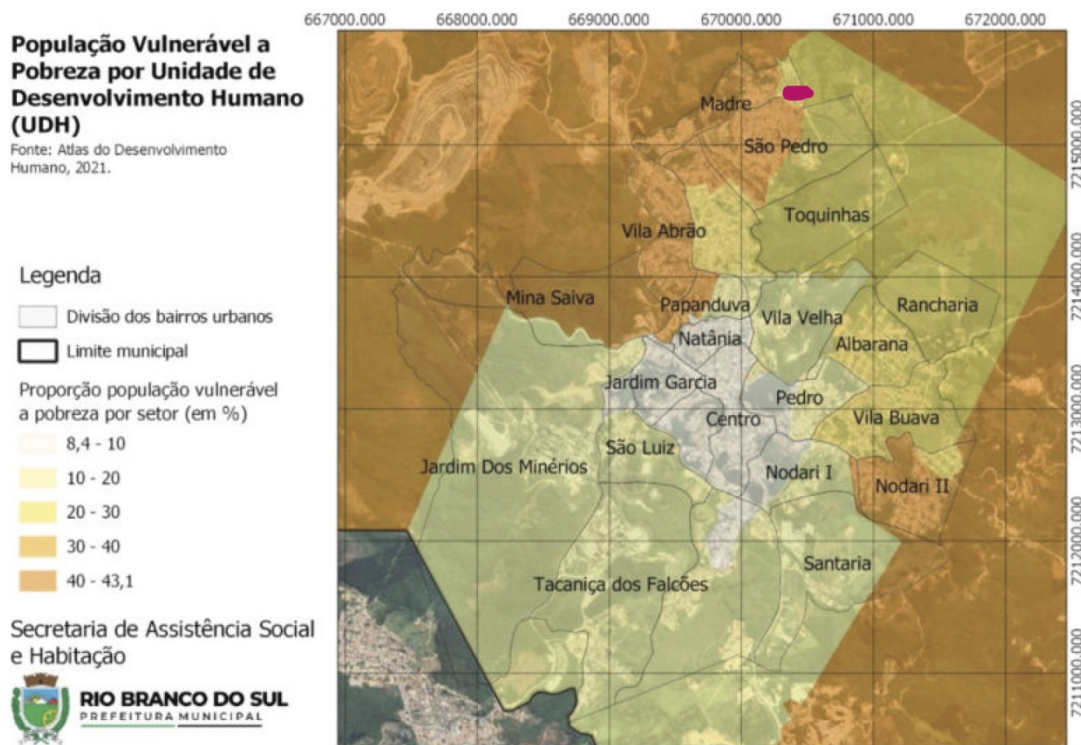 População Vulnerável a
Pobreza por Unidade de
Desenvolvimento Humano
(UDH)
Fonte: Atlas do Desenvolvimento
Humano, 2021.
Legenda
Divisão dos bairros urbanos
Limite municipal
Proporção população vulnerável
a pobreza por setor (em %)
8,4 - 10
10 - 20
20 - 30
30 - 40
40 - 43,1
Secretaria de Assistência Social
e Habitação
RIO BRANCO DO SUL
PREFEITURA MUNICIPAL
667000.000 668000.000 669000.000 670000.000 671000.000 672000.000
Madre
São Pedro
Toquinhas
Vila Abrão
Mina Saiva
Papanduva
Vila Velha
Rancharia
Natânia
Albarana
Jardim Garcia
Pedro
Centro
Vila Buava
São Luiz
Jardim Dos Minérios
Nodari I
Nodari II
Santaria
Tacaniça dos Falcões
7215000.000
7214000.000
7213000.000
7212000.000
7211000.000